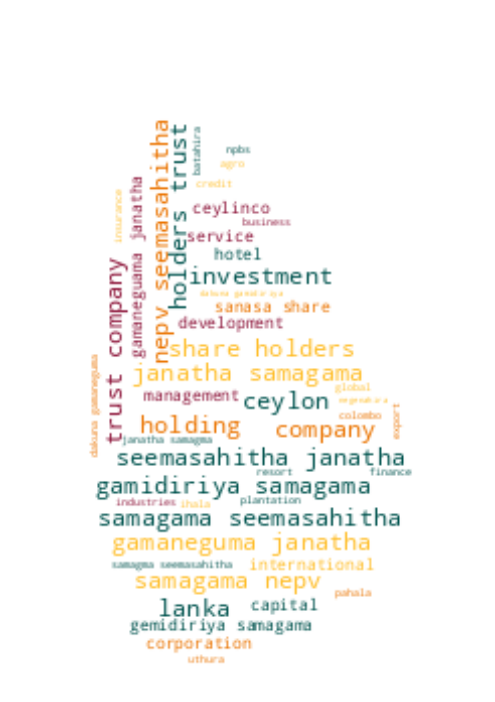 nepv seemasahitha
holders trust
batahira
npbs
agro
credit
gamaneguama janatha
insurance
ceylinco
business
service
hotel
investment
dakuna gamidiriya
sanasa share
development
trust company
share holders
janatha samagama
global
management
ceylon
colombo
export
dakuna gamaneguma
holding
company
janatha samagma
seemasahitha janatha
resort
finance
gamidiriya samagama
industries
ihala
plantation
samagama seemasahitha
gamaneguma janatha
samagma seemasahitha
international
samagama nepv
pahala
lanka
capital
gemidiriya samagama
corporation
uthura